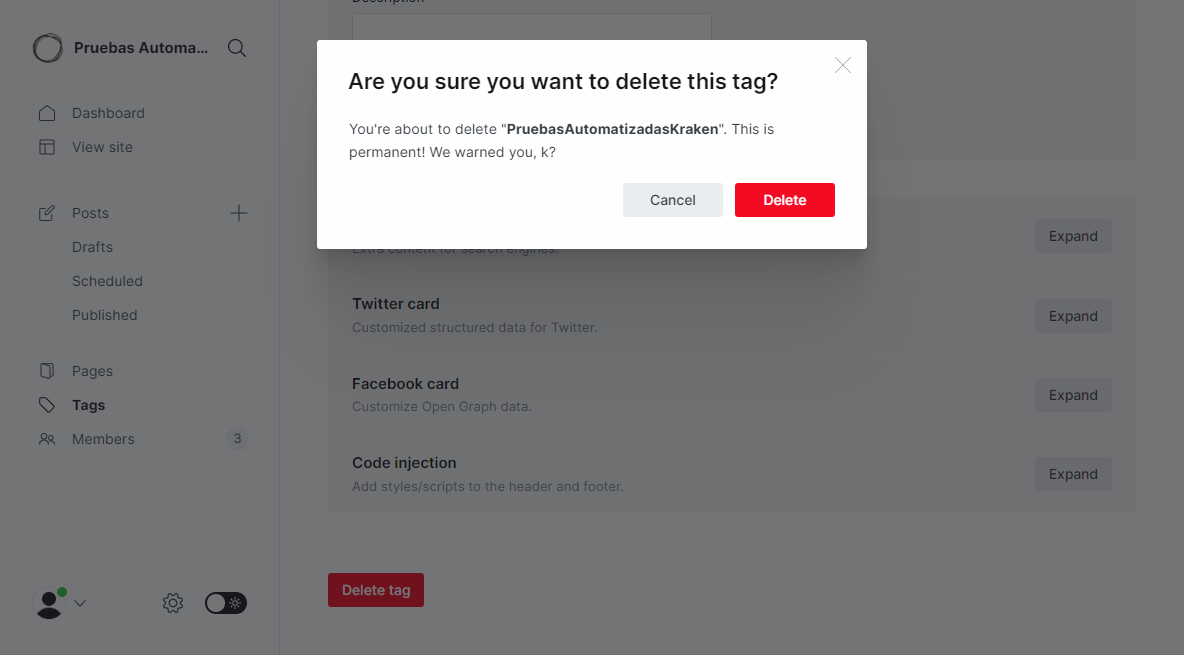 Pruebas Automa...
Dashboard
View site
Posts
Drafts
Scheduled
Published
Pages
Tags
Members
3
Description
Are you sure you want to delete this tag?
You're about to delete "PruebasAutomatizadasKraken". This is
permanent! We warned you, k?
Cancel
Delete
Extra content for search engines.
Expand
Twitter card
Customized structured data for Twitter.
Expand
Facebook card
Customize Open Graph data.
Expand
Code injection
Add styles/scripts to the header and footer.
Expand
Delete tag